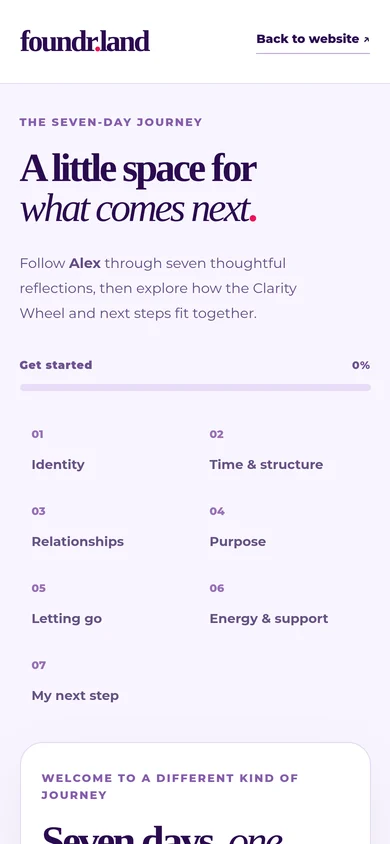 foundr.land
Back to website ↗
THE SEVEN-DAY JOURNEY
A little space for
what comes next.
Follow Alex through seven thoughtful
reflections, then explore how the Clarity
Wheel and next steps fit together.
Get started 0%
01
Identity
02
Time & structure
03
Relationships
04
Purpose
05
Letting go
06
Energy & support
07
My next step
WELCOME TO A DIFFERENT KIND OF
JOURNEY
Seven days, one